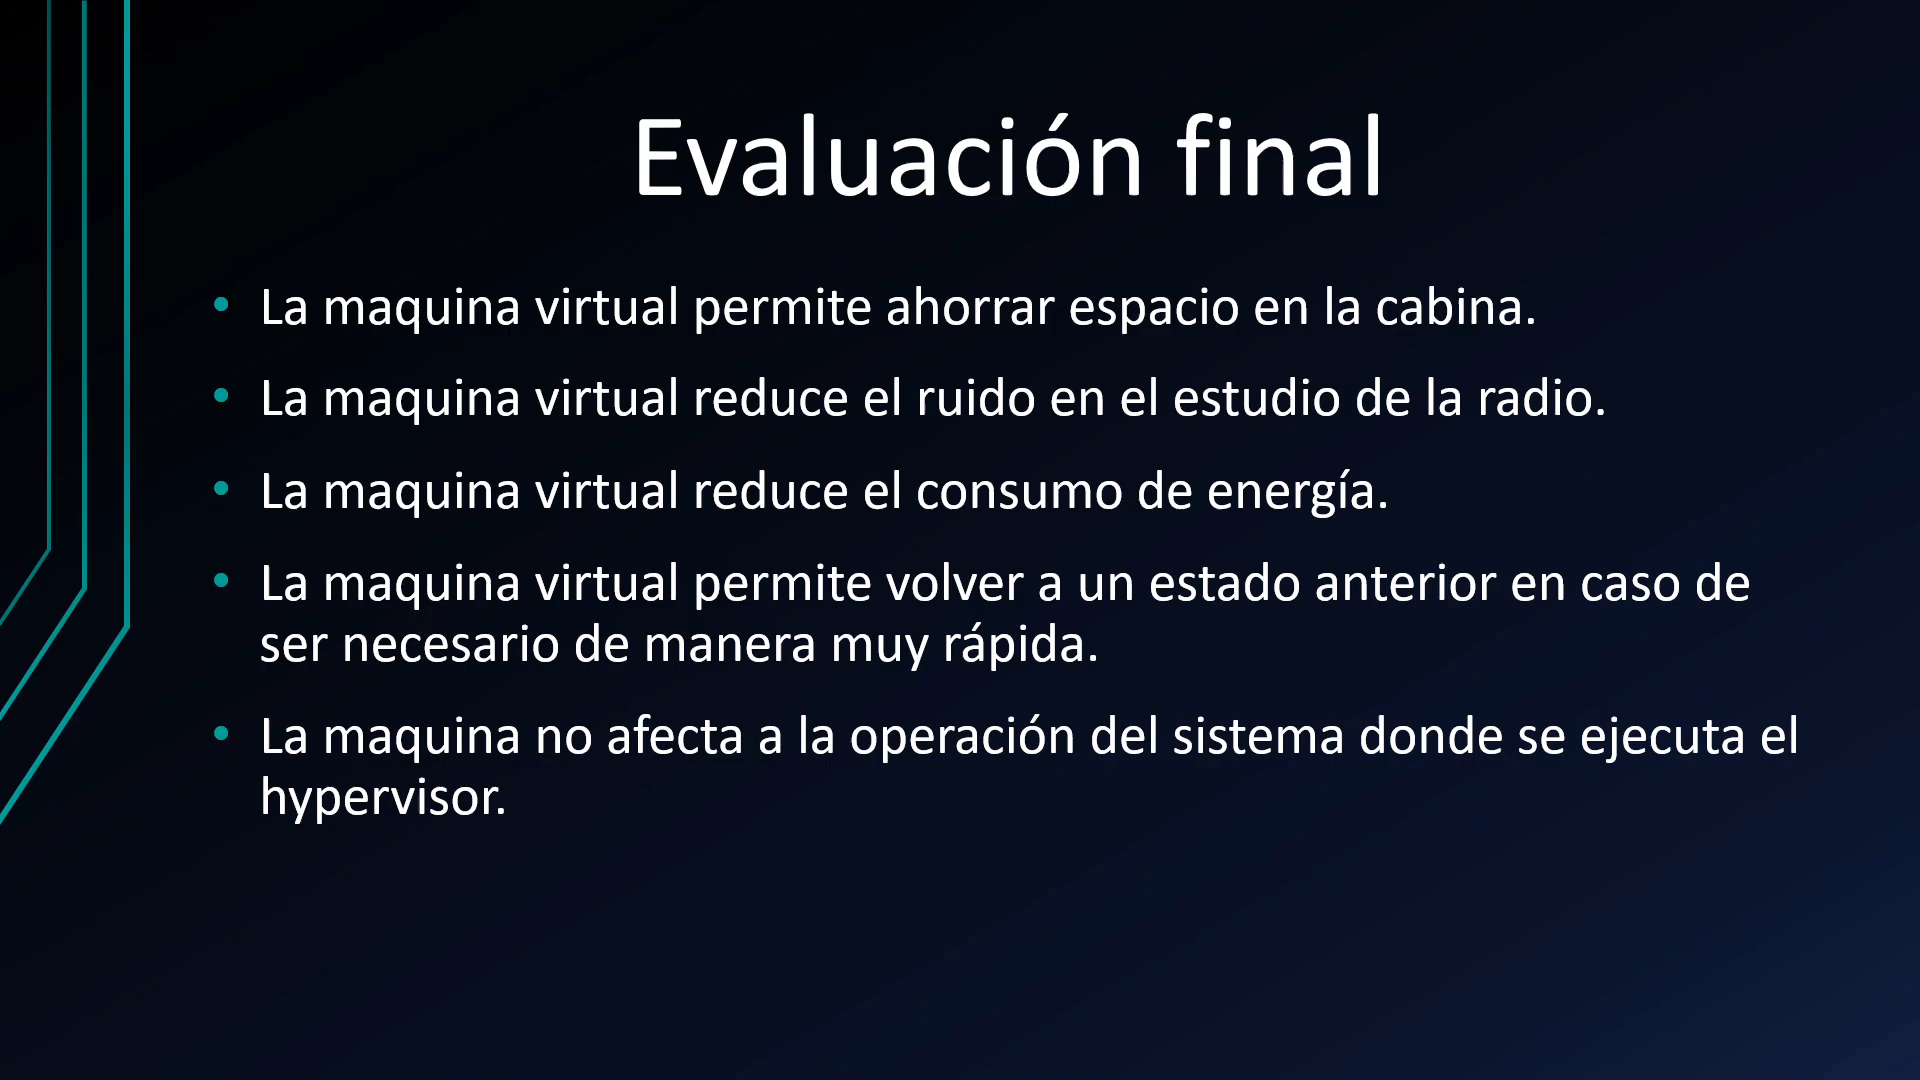 Evaluación final
• La maquina virtual permite ahorrar espacio en la cabina.
• La maquina virtual reduce el ruido en el estudio de la radio.
• La maquina virtual reduce el consumo de energía.
• La maquina virtual permite volver a un estado anterior en caso de
ser necesario de manera muy rápida.
• La maquina no afecta a la operación del sistema donde se ejecuta el
hypervisor.